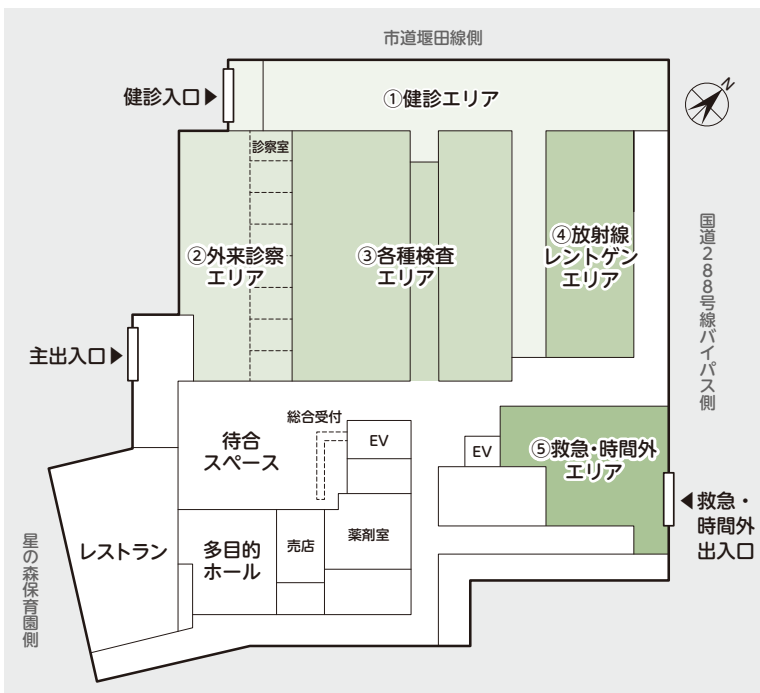 市道堰田線側
健診入口▶
①健診エリア
N
診察室
②外来診察
エリア
③各種検査
エリア
④放射線
レントゲン
エリア
国道288号線バイパス側
主出入口▶
総合受付
待合
スペース
EV
EV
⑤救急・時間外
エリア
◀救急・
時間外
出入口
レストラン
多目的
ホール
売店
薬剤室
星の森保育園側